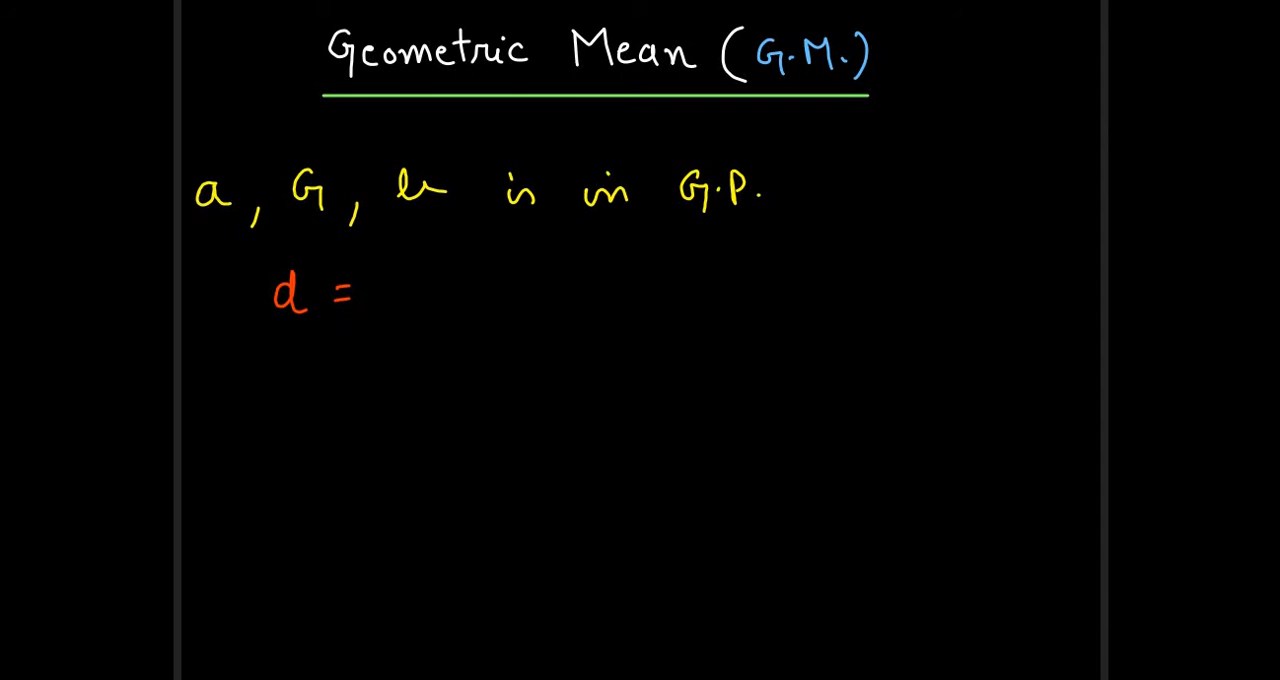 Geometric Mean (G.M.)
a, G, b is in G.P.
d =